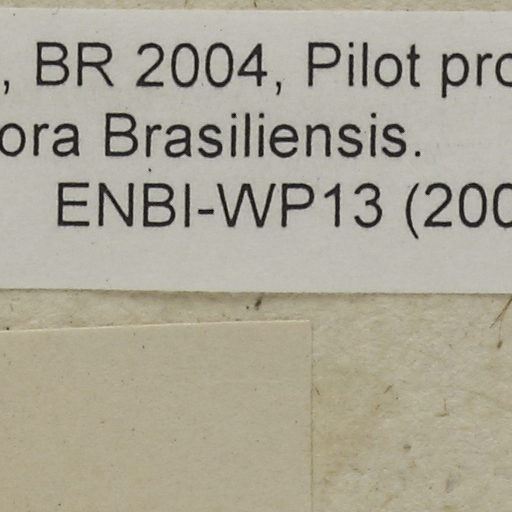 , BR 2004, Pilot pro
ora Brasiliensis.
ENBI-WP13 (200